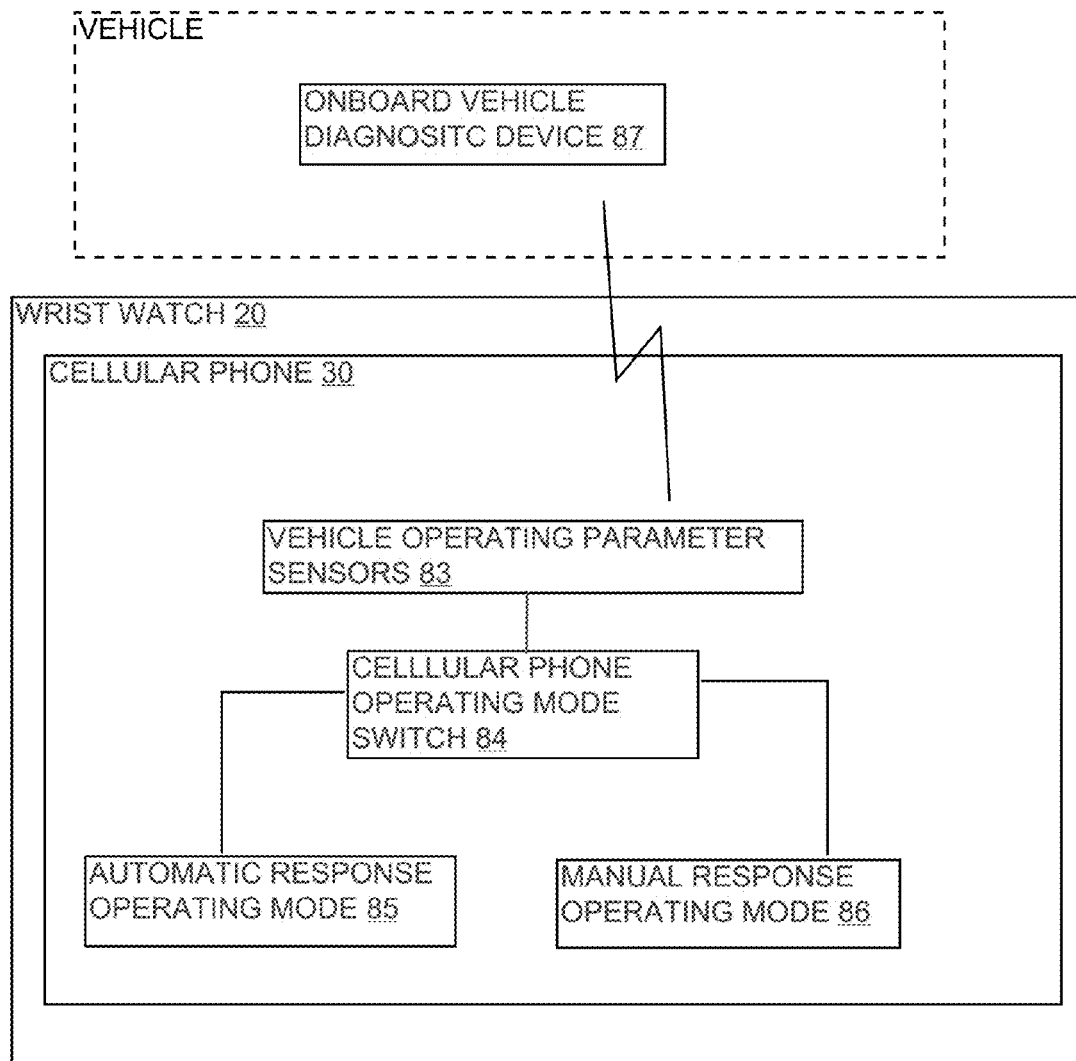 VEHICLE
ONBOARD VEHICLE
DIAGNOSITC DEVICE 87
WRIST WATCH 20
CELLULAR PHONE 30
VEHICLE OPERATING PARAMETER
SENSORS 83
CELLLULAR PHONE
OPERATING MODE
SWITCH 84
AUTOMATIC RESPONSE
OPERATING MODE 85
MANUAL RESPONSE
OPERATING MODE 86